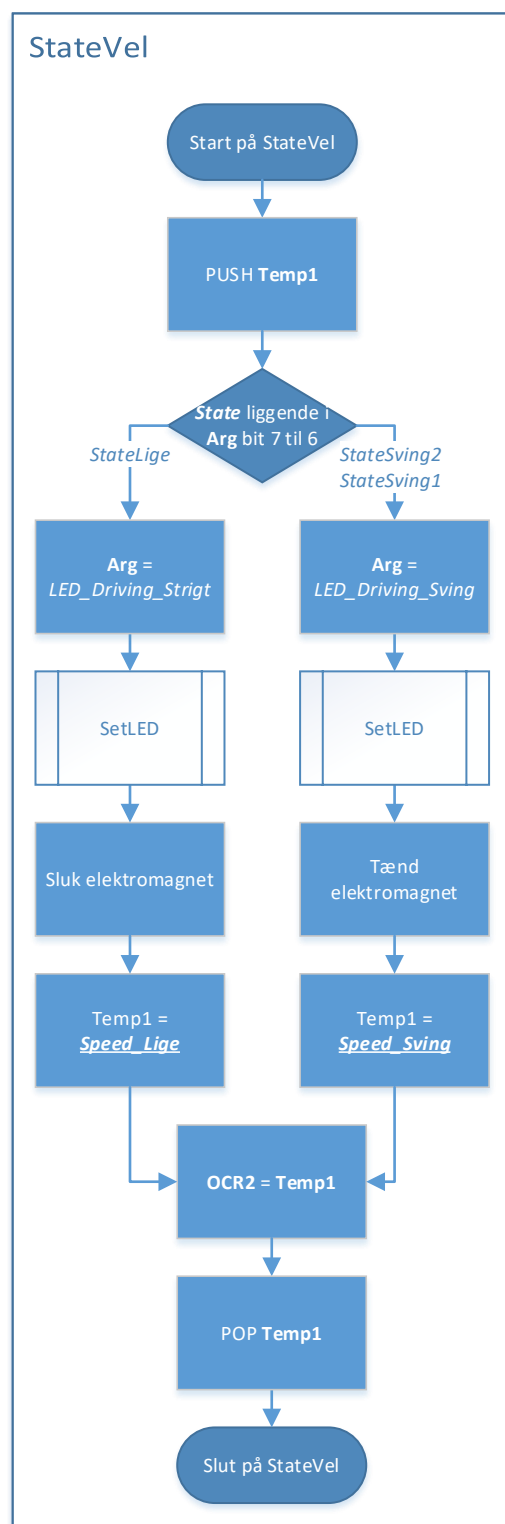 StateVel
Start på StateVel
PUSH Temp1
State liggende i
Arg bit 7 til 6
StateLige
StateSving2
StateSving1
Arg =
LED_Driving_Strigt
Arg =
LED_Driving_Sving
SetLED
SetLED
Sluk elektromagnet
Tænd
elektromagnet
Temp1 =
Speed_Lige
Temp1 =
Speed_Sving
OCR2 = Temp1
POP Temp1
Slut på StateVel